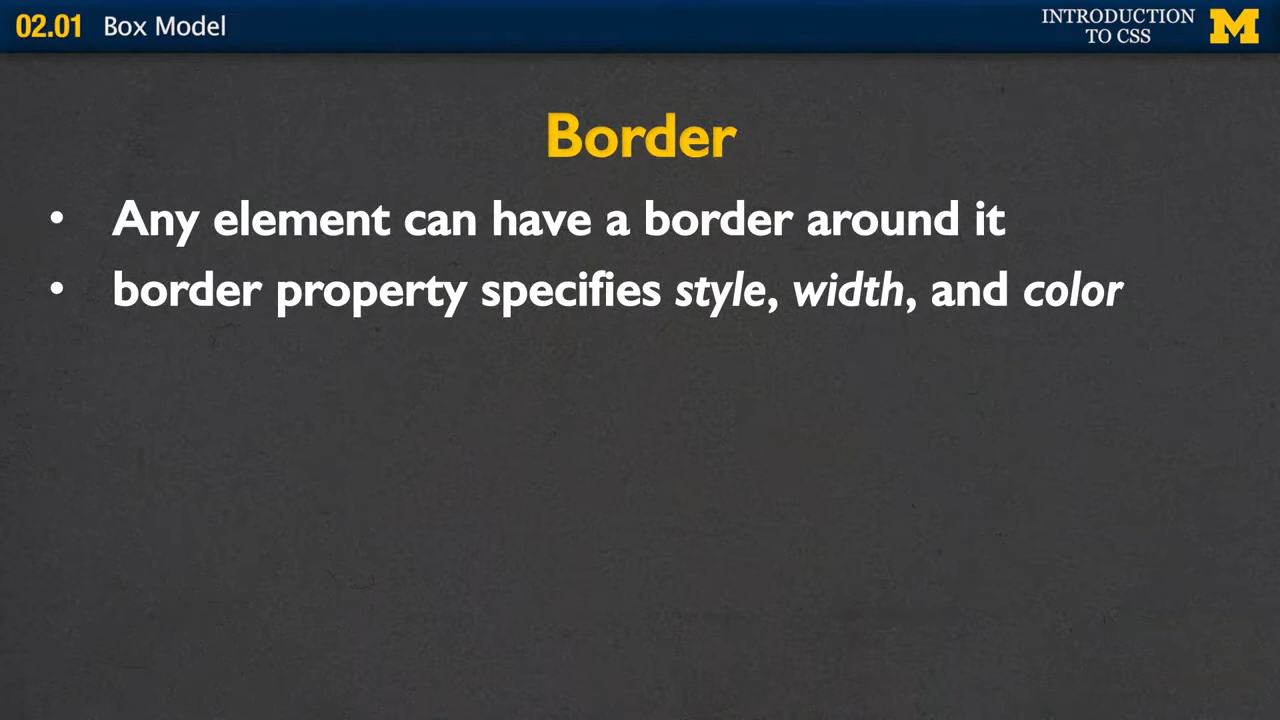 02.01 Box Model
INTRODUCTION
TO CSS
M
Border
• Any element can have a border around it
• border property specifies style, width, and color